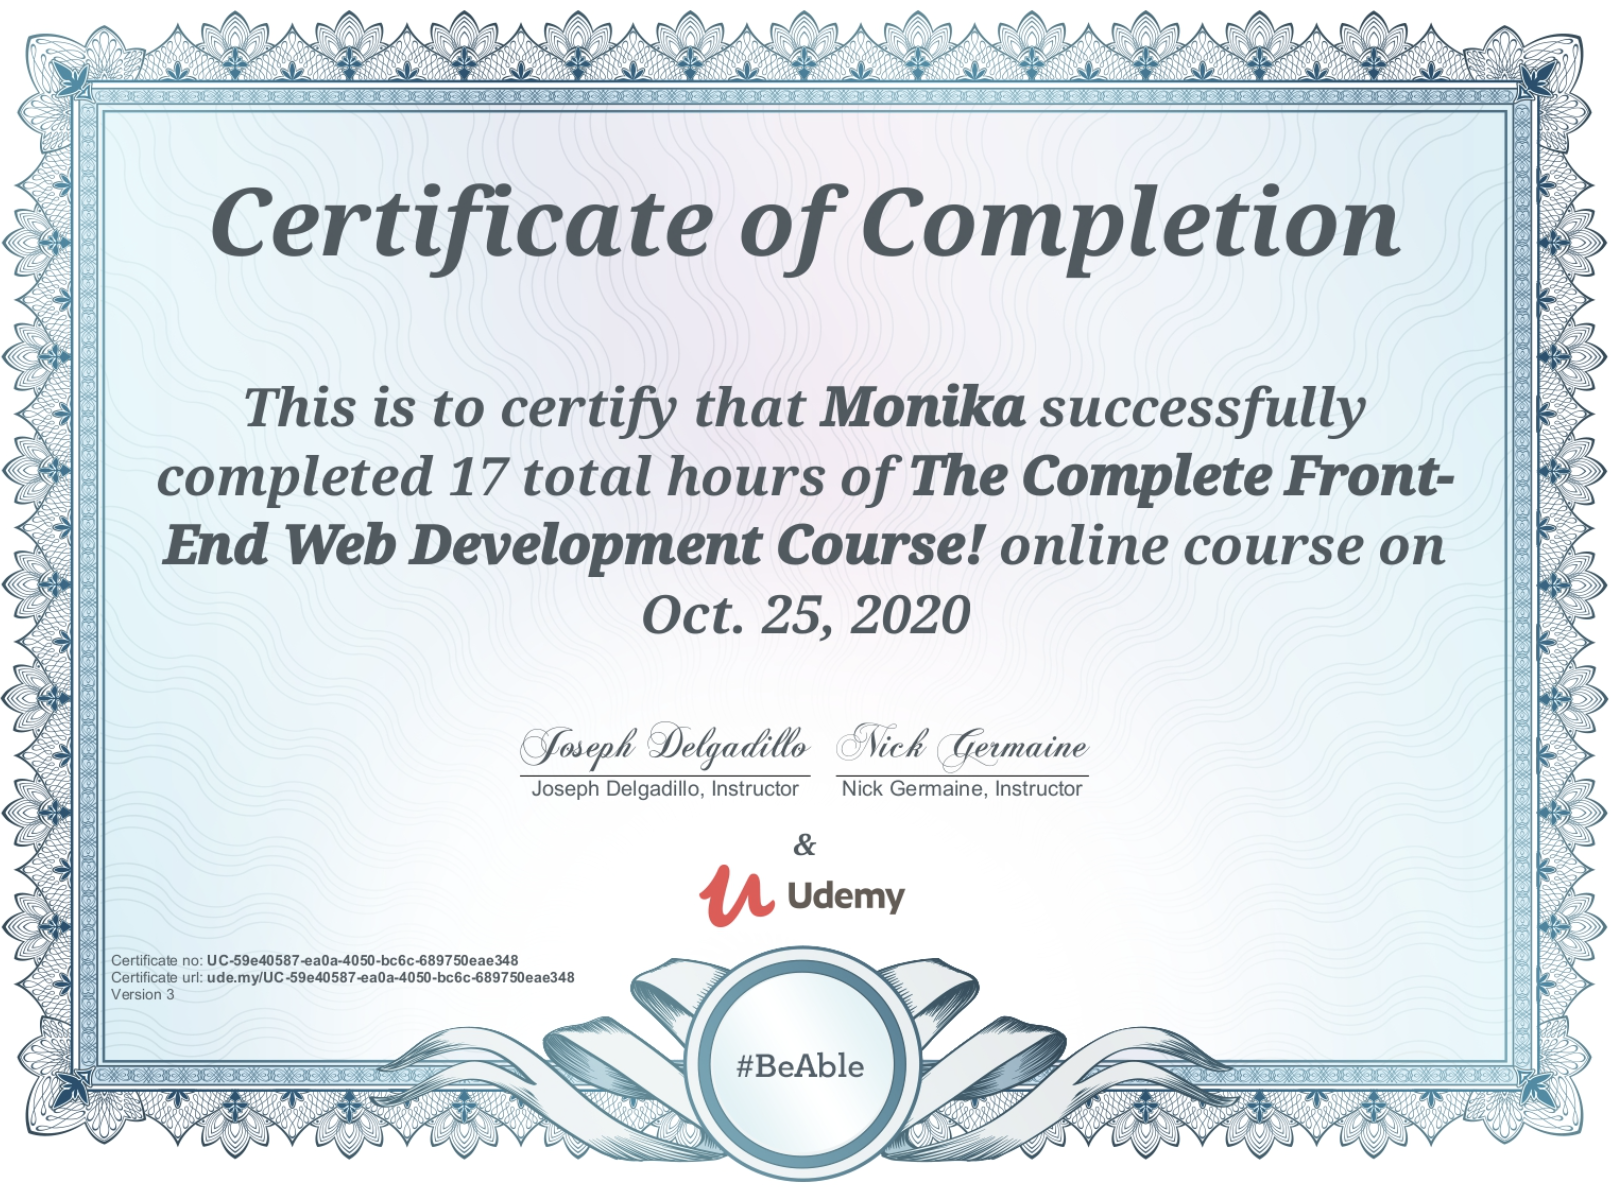 Certificate of Completion
This is to certify that Monika successfully
completed 17 total hours of The Complete Front-
End Web Development Course! online course on
Oct. 25, 2020
Joseph Delgadillo Nick Germaine
Joseph Delgadillo, Instructor Nick Germaine, Instructor
&
Udemy
Certificate no: UC-59e40587-ea0a-4050-bc6c-689750eae348
Certificate url: ude.my/UC-59e40587-ea0a-4050-bc6c-689750eae348
Version 3
#BeAble